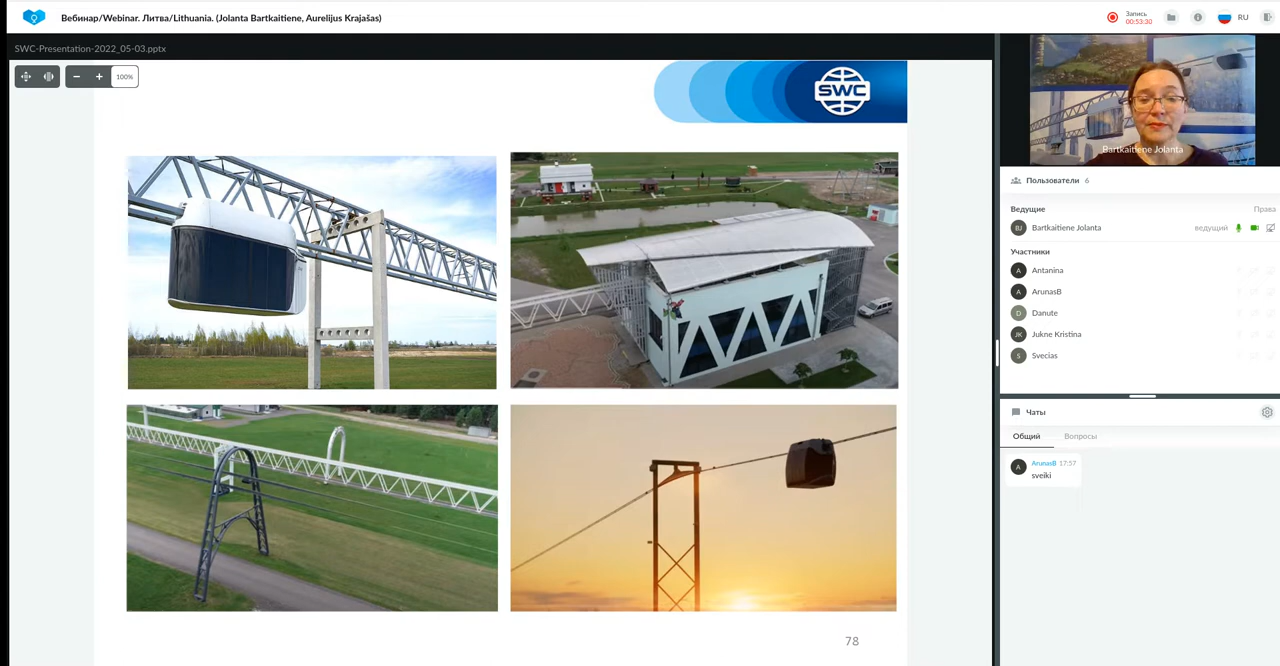 Вебинар/Webinar. Литва/Lithuania. (Jolanta Bartkaitiene, Aurelijus Krajašas)
Запись
00:53:30
RU
SWC-Presentation-2022_05-03.pptx
100%
SWC
78
Bartkaitiene Jolanta
Пользователи 6
Ведущие Права
BJ Bartkaitiene Jolanta ведущий
Участники
A Antanina
A ArunasB
D Danute
JK Jukne Kristina
S Svecias
Чаты
Общий Вопросы
A ArunasB 17:57
sveiki